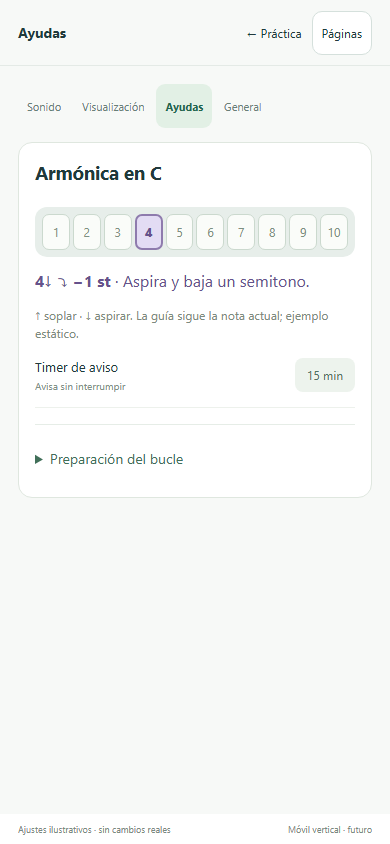 Ayudas
← Práctica
Páginas
Sonido
Visualización
Ayudas
General
Armónica en C
1 2 3 4 5 6 7 8 9 10
4↓ ⤵ −1 st · Aspira y baja un semitono.
↑ soplar · ↓ aspirar. La guía sigue la nota actual; ejemplo
estático.
Timer de aviso
Avisa sin interrumpir
15 min
▶ Preparación del bucle
Ajustes ilustrativos · sin cambios reales
Móvil vertical · futuro